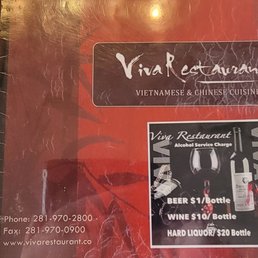 Viva Restauran
VIETNAMESE & CHINESE CUISINE
Viva Restaurant
Alcohol Service Charge
BEER $1/Bottle
WINE $10/ Bottle
HARD LIQUOR/ $20 Bottle
Phone: 281-970-2800
Fax: 281-970-0900
www.vivarestaurant.co